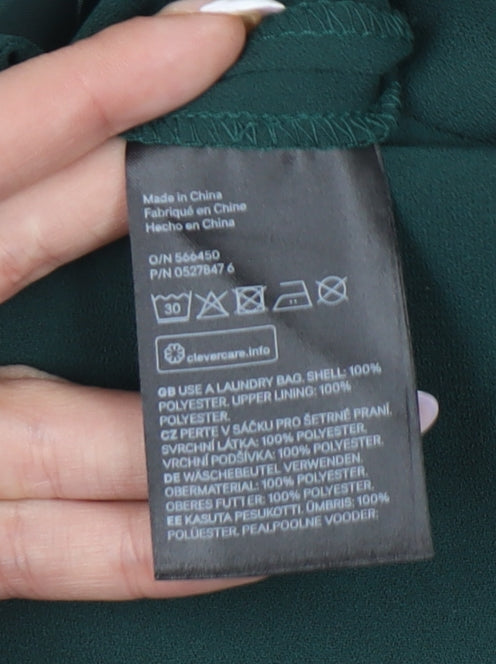 Made in China
Fabriqué en Chine
Hecho en China
O/N 566450
P/N 0527847 6
30
clevercare.info
GB USE A LAUNDRY BAG. SHELL: 100%
POLYESTER. UPPER LINING: 100%
POLYESTER.
CZ PERTE V SÁČKU PRO ŠETRNÉ PRANÍ.
SVRCHNÍ LÁTKA: 100% POLYESTER.
VRCHNÍ PODŠÍVKA: 100% POLYESTER.
DE WÄSCHEBEUTEL VERWENDEN.
OBERMATERIAL: 100% POLYESTER.
OBERES FUTTER: 100% POLYESTER.
EE KASUTA PESUKOTTI. ÜMBRIS: 100%
POLÜESTER. PEALPOOLNE VOODER: